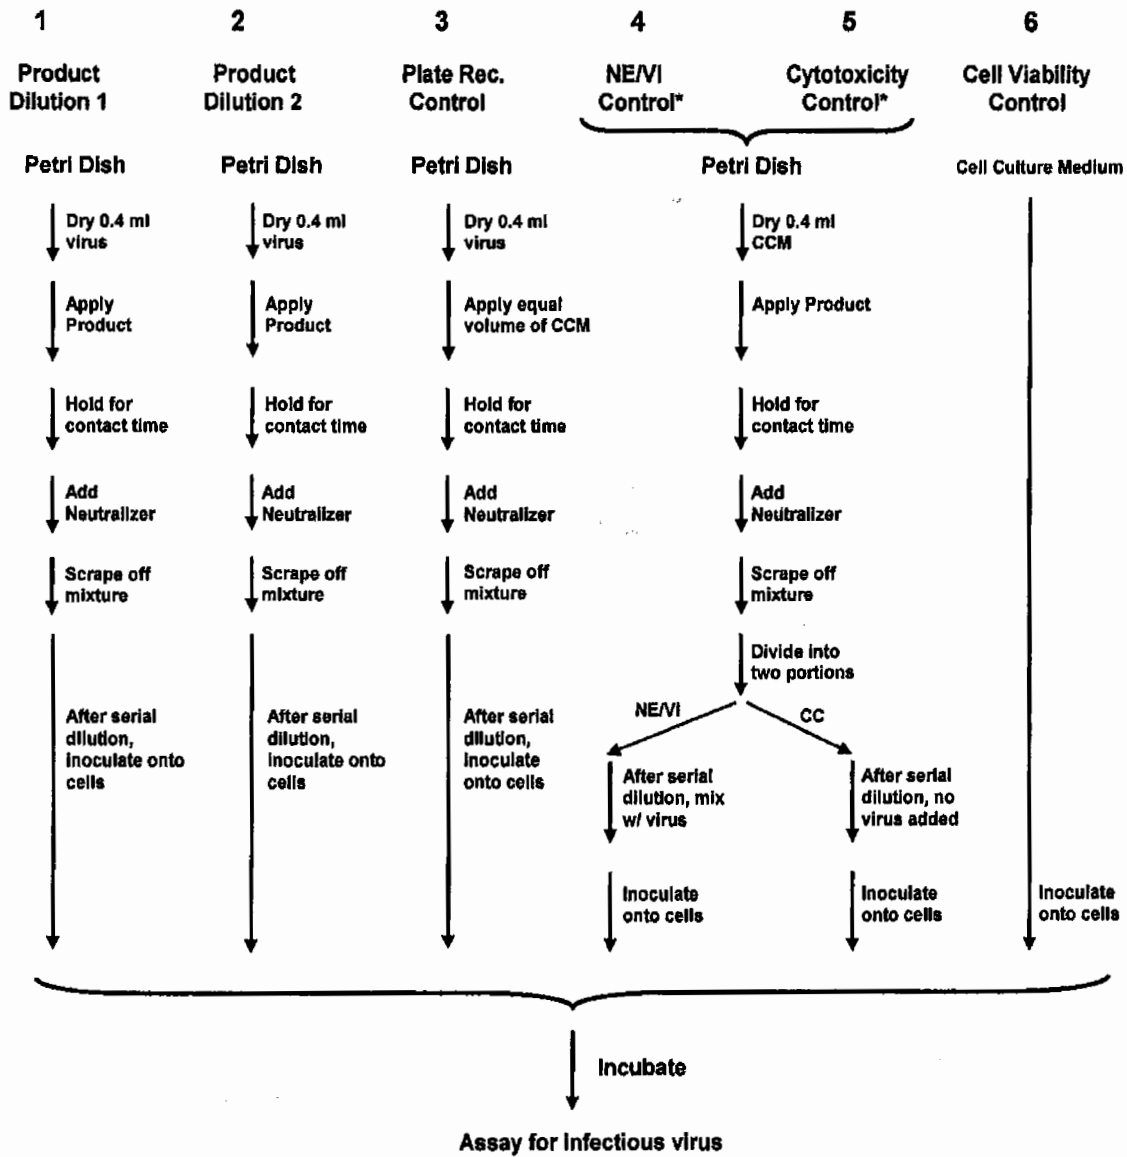 1 2 3 4 5 6
Product Product Plate Rec. NE/VI Cytotoxicity Cell Viability
Dilution 1 Dilution 2 Control Control* Control* Control
Petri Dish Petri Dish Petri Dish Petri Dish Cell Culture Medium
Dry 0.4 ml Dry 0.4 ml Dry 0.4 ml Dry 0.4 ml
virus virus virus CCM
Apply Apply Apply equal Apply Product
Product Product volume of CCM
Hold for Hold for Hold for Hold for
contact time contact time contact time contact time
Add Add Add Add
Neutralizer Neutralizer Neutralizer Neutralizer
Scrape off Scrape off Scrape off Scrape off
mixture mixture mixture mixture
Divide into
two portions
NE/VI CC
After serial After serial After serial
dilution, dilution, dilution,
inoculate onto inoculate onto inoculate
cells cells onto cells
After serial After serial
dilution, mix dilution, no
w/ virus virus added
Inoculate Inoculate Inoculate
onto cells onto cells onto cells
Incubate
Assay for infectious virus